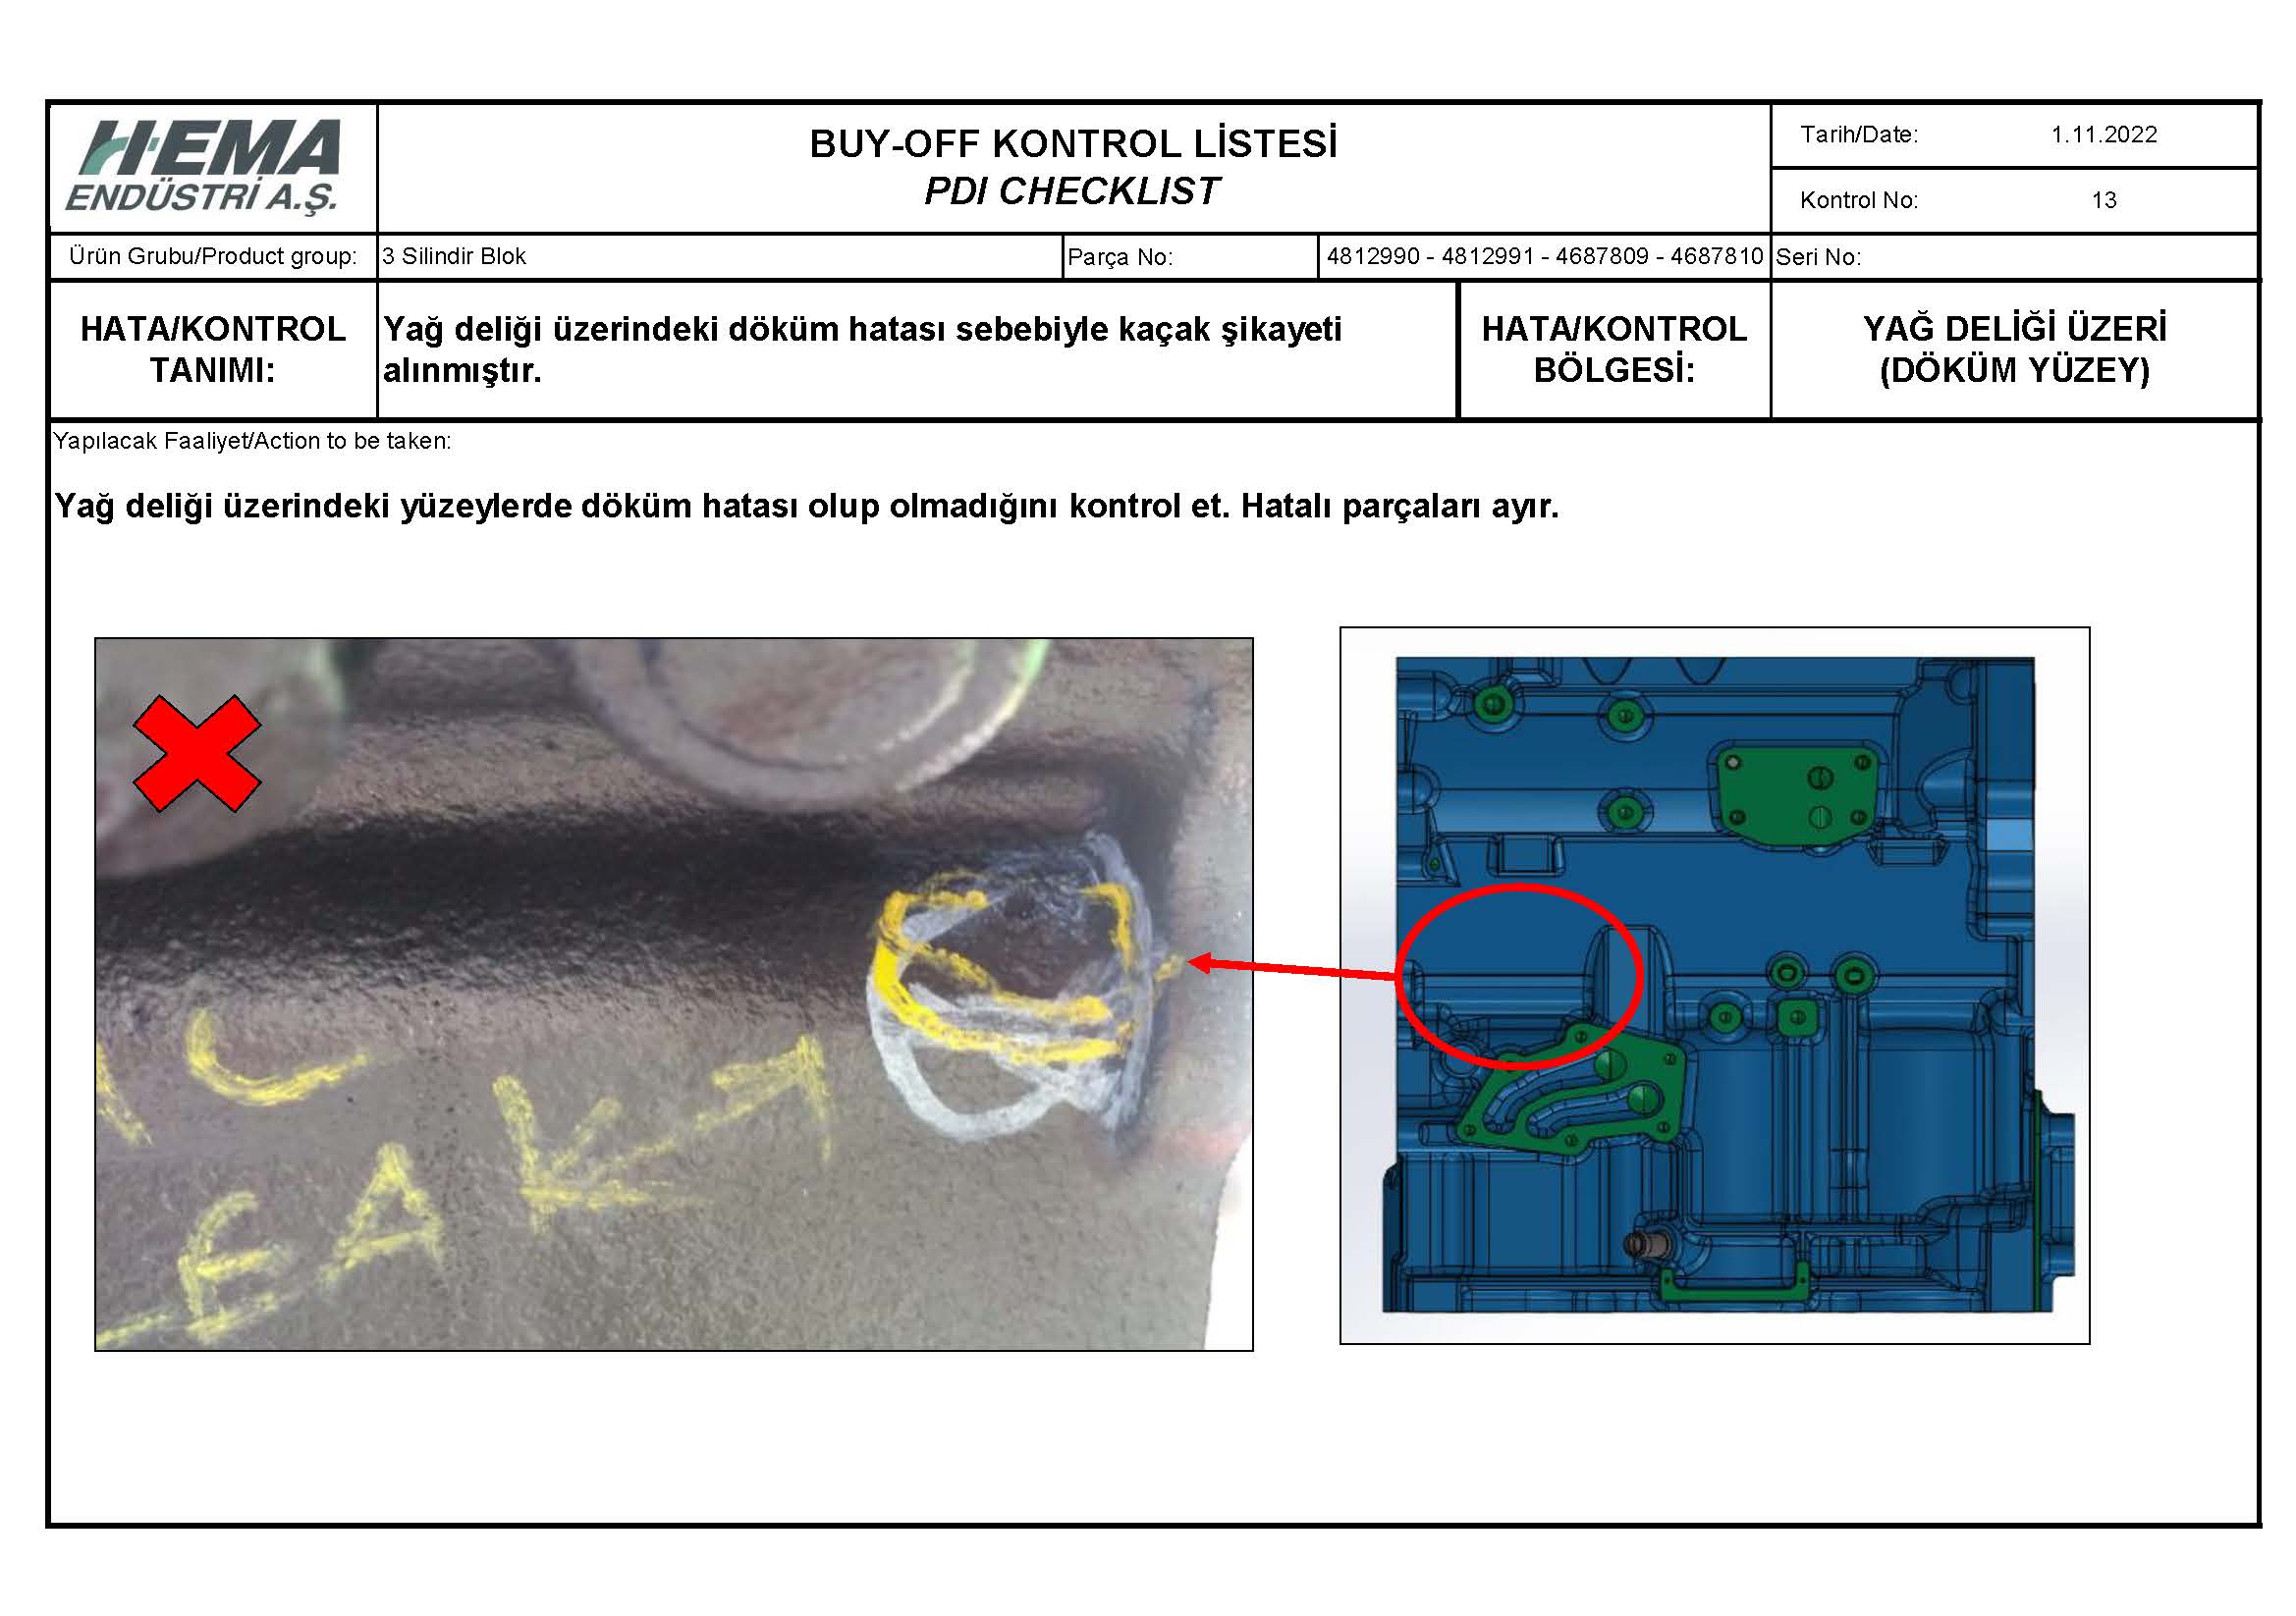 HEMA
ENDÜSTRİ A.Ş.
BUY-OFF KONTROL LİSTESİ
PDI CHECKLIST
Tarih/Date: 1.11.2022
Kontrol No: 13
Ürün Grubu/Product group: 3 Silindir Blok Parça No: 4812990 - 4812991 - 4687809 - 4687810 Seri No:
HATA/KONTROL
TANIMI:
Yağ deliği üzerindeki döküm hatası sebebiyle kaçak şikayeti
alınmıştır.
HATA/KONTROL
BÖLGESİ:
YAĞ DELİĞİ ÜZERİ
(DÖKÜM YÜZEY)
Yapılacak Faaliyet/Action to be taken:
Yağ deliği üzerindeki yüzeylerde döküm hatası olup olmadığını kontrol et. Hatalı parçaları ayır.
LEAK